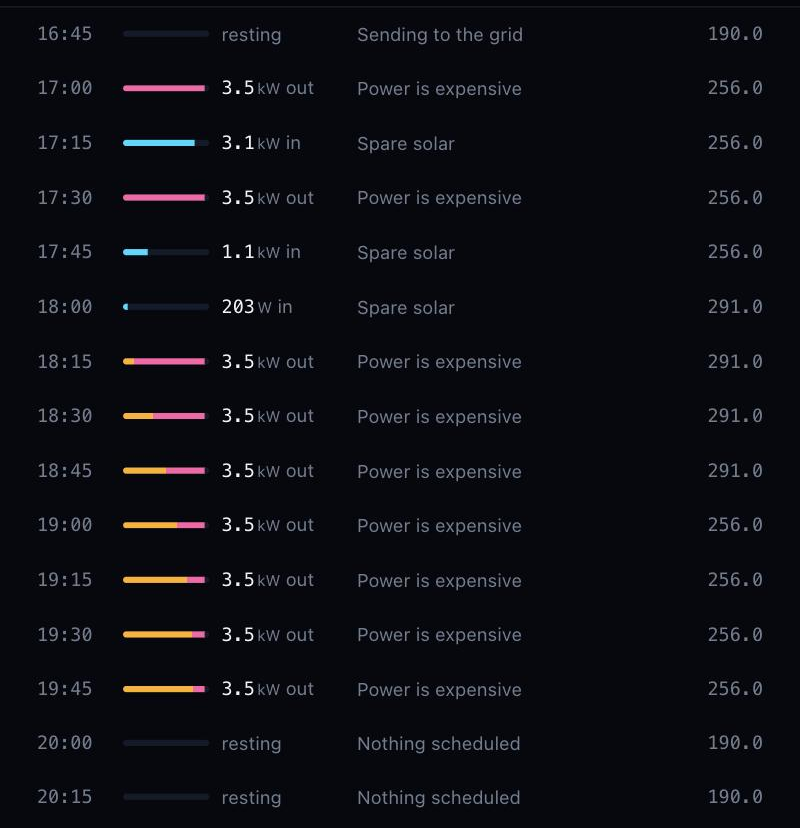 16:45 resting Sending to the grid 190.0
17:00 3.5 kW out Power is expensive 256.0
17:15 3.1 kW in Spare solar 256.0
17:30 3.5 kW out Power is expensive 256.0
17:45 1.1 kW in Spare solar 256.0
18:00 203 W in Spare solar 291.0
18:15 3.5 kW out Power is expensive 291.0
18:30 3.5 kW out Power is expensive 291.0
18:45 3.5 kW out Power is expensive 291.0
19:00 3.5 kW out Power is expensive 256.0
19:15 3.5 kW out Power is expensive 256.0
19:30 3.5 kW out Power is expensive 256.0
19:45 3.5 kW out Power is expensive 256.0
20:00 resting Nothing scheduled 190.0
20:15 resting Nothing scheduled 190.0